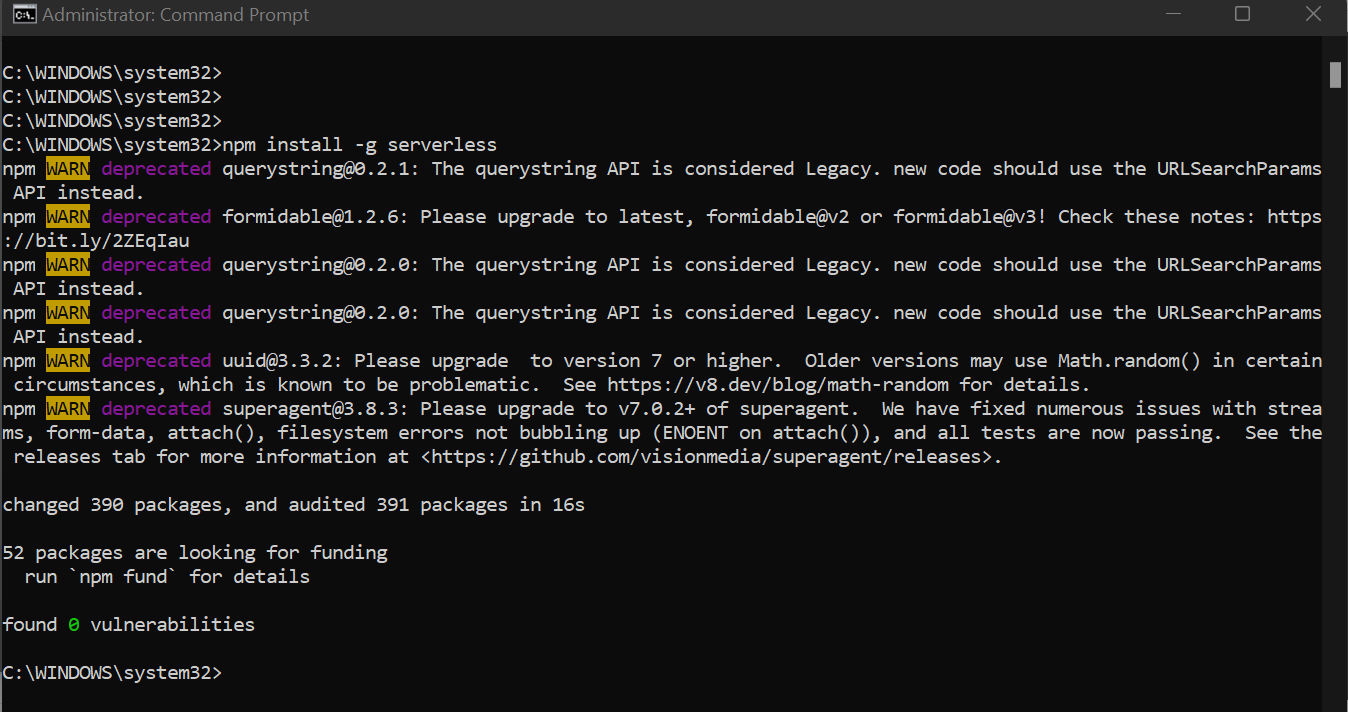 Administrator: Command Prompt
C:\WINDOWS\system32>
C:\WINDOWS\system32>
C:\WINDOWS\system32>
C:\WINDOWS\system32>npm install -g serverless
npm WARN deprecated querystring@0.2.1: The querystring API is considered Legacy. new code should use the URLSearchParams
 API instead.
npm WARN deprecated formidable@1.2.6: Please upgrade to latest, formidable@v2 or formidable@v3! Check these notes: https
://bit.ly/2ZEqIau
npm WARN deprecated querystring@0.2.0: The querystring API is considered Legacy. new code should use the URLSearchParams
 API instead.
npm WARN deprecated querystring@0.2.0: The querystring API is considered Legacy. new code should use the URLSearchParams
 API instead.
npm WARN deprecated uuid@3.3.2: Please upgrade  to version 7 or higher.  Older versions may use Math.random() in certain
 circumstances, which is known to be problematic.  See https://v8.dev/blog/math-random for details.
npm WARN deprecated superagent@3.8.3: Please upgrade to v7.0.2+ of superagent.  We have fixed numerous issues with strea
ms, form-data, attach(), filesystem errors not bubbling up (ENOENT on attach()), and all tests are now passing.  See the
 releases tab for more information at <https://github.com/visionmedia/superagent/releases>.
changed 390 packages, and audited 391 packages in 16s
52 packages are looking for funding
  run `npm fund` for details
found 0 vulnerabilities
C:\WINDOWS\system32>